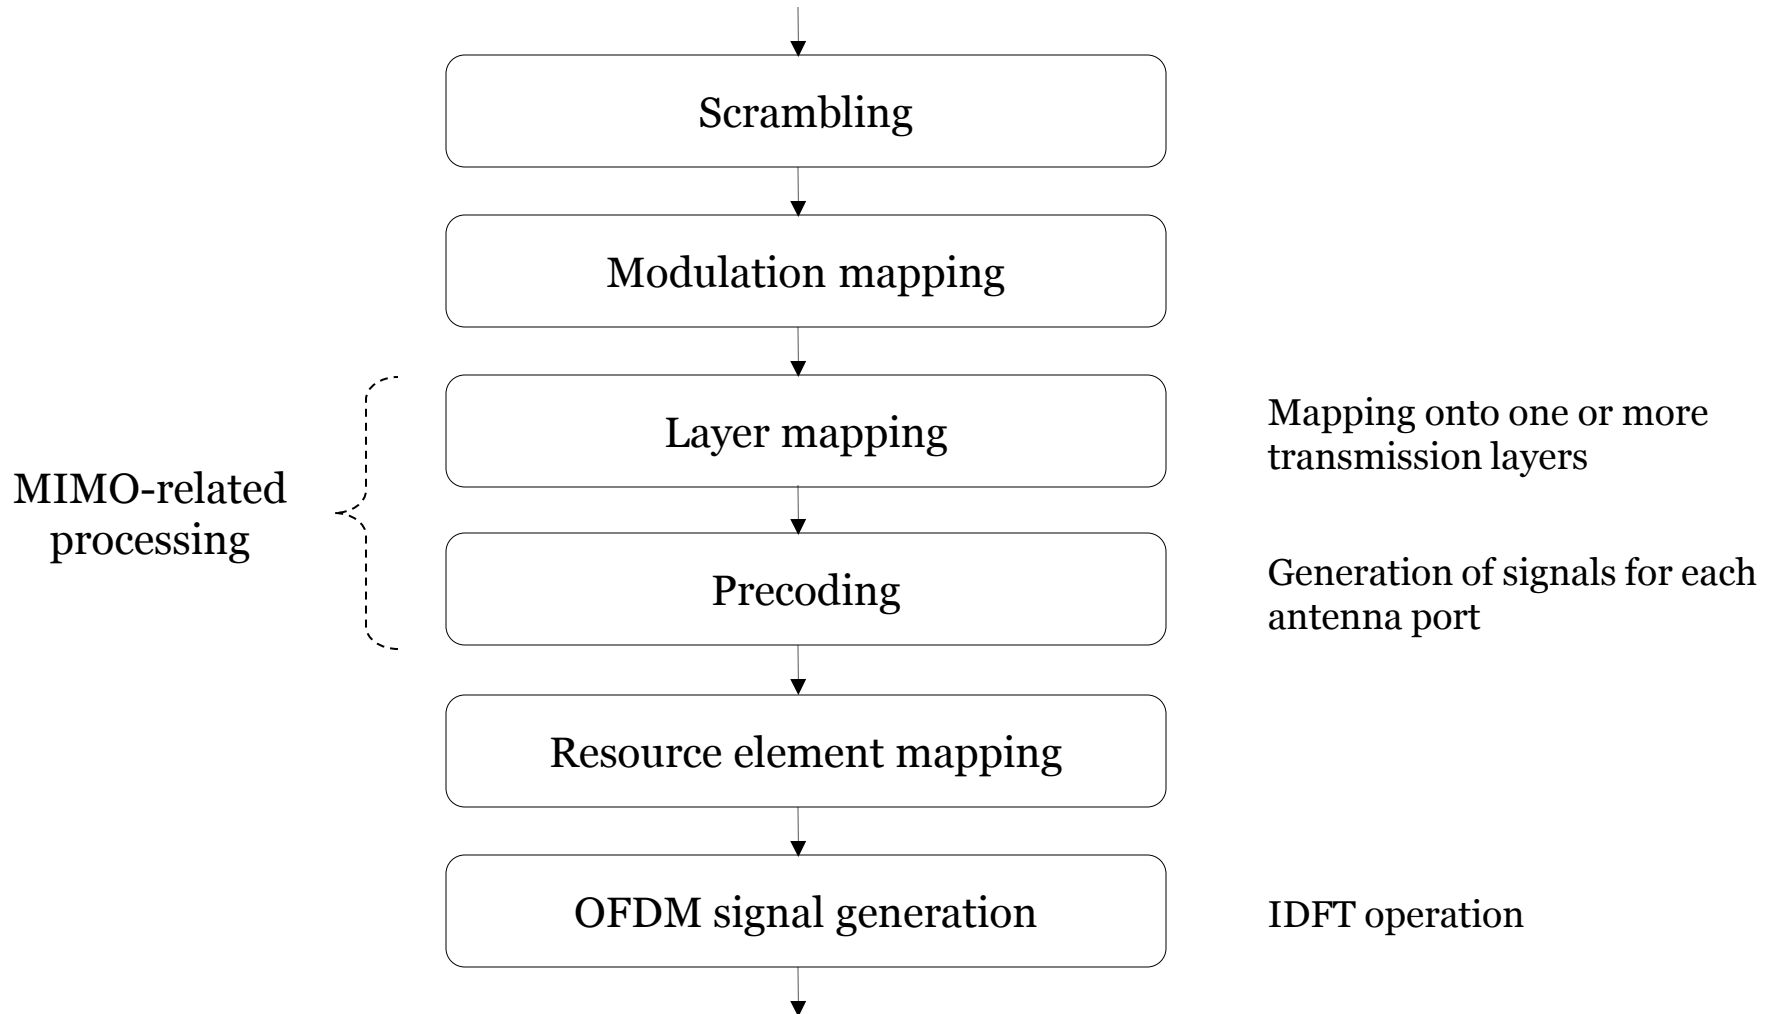 Scrambling
Modulation mapping
Layer mapping
Mapping onto one or more
transmission layers
MIMO-related
processing
Precoding
Generation of signals for each
antenna port
Resource element mapping
OFDM signal generation
IDFT operation